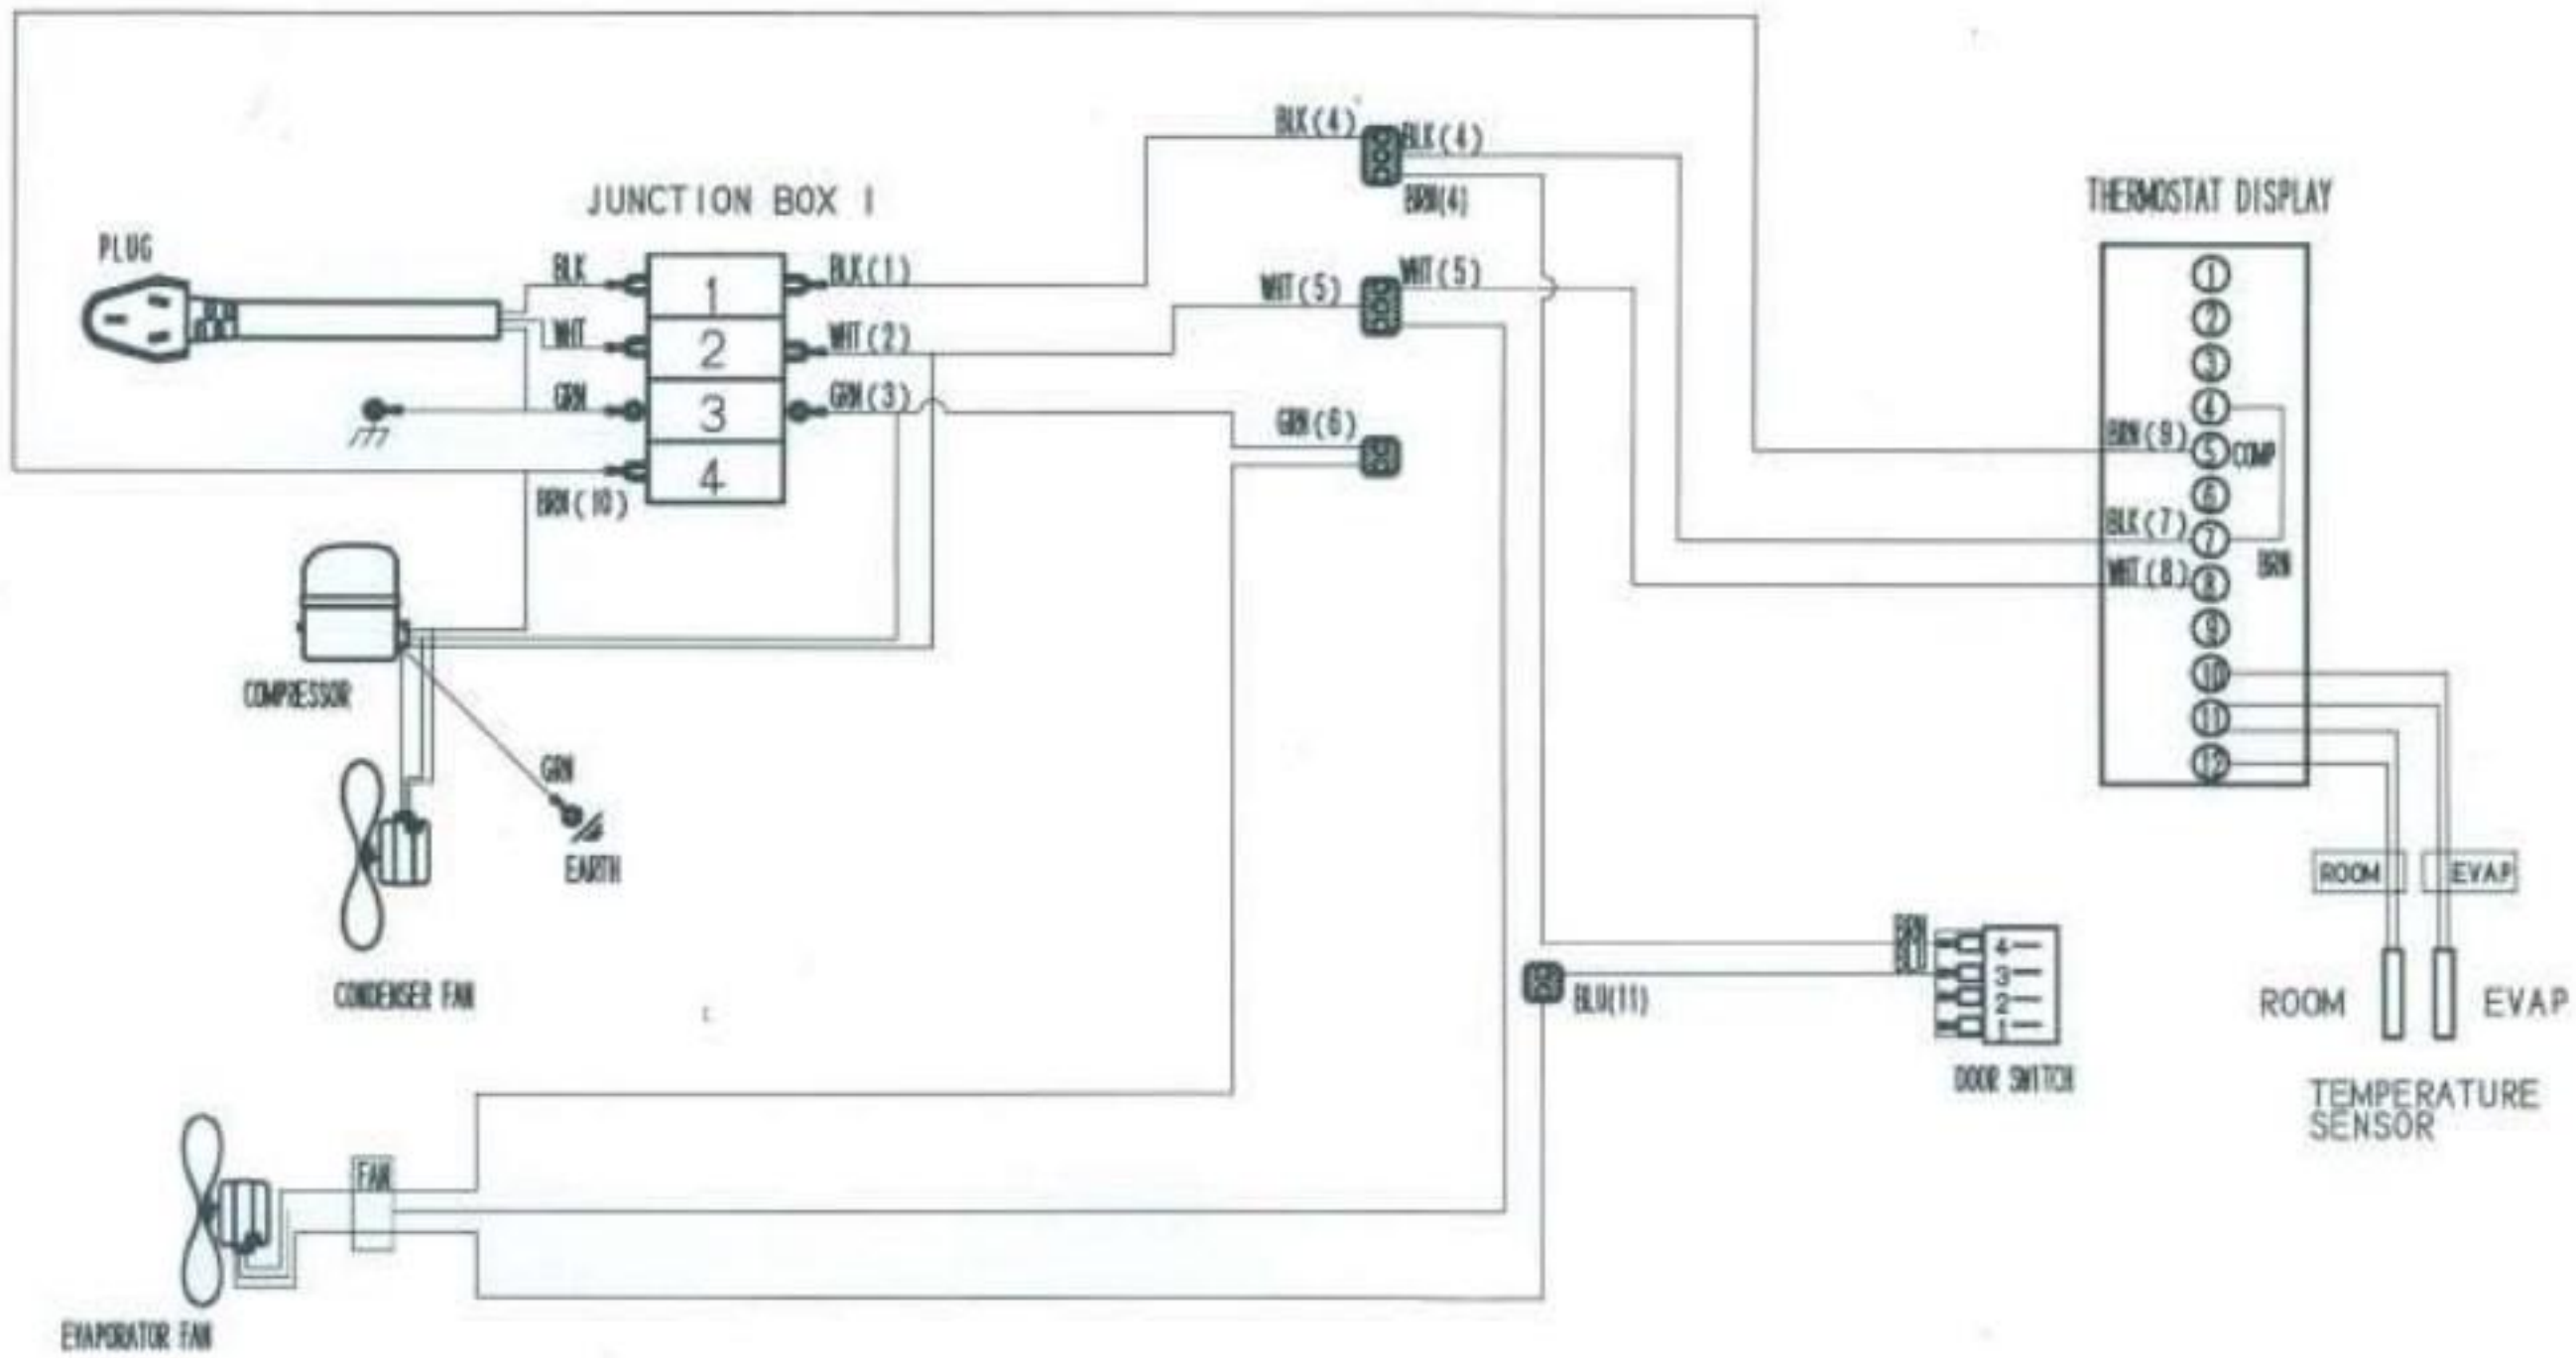 BLK(4)
BLK(4)
JUNCTION BOX 1
BRN(4)
THERMOSTAT DISPLAY
PLUG
BLK
1
BLK(1)
WHT(5)
WHT(5)
WHT
2
WHT(2)
GRN
3
GRN(3)
GRN(6)
4
BRN(10)
1
2
3
4
BRN(9)
5
COMP
6
BLK(7)
7
BRN
WHT(8)
8
9
10
11
12
COMPRESSOR
GRN
EARTH
ROOM
EVAP
BRN
4
3
2
1
CONDENSER FAN
BLU(11)
ROOM
EVAP
DOOR SWITCH
TEMPERATURE
SENSOR
FAN
EVAPORATOR FAN